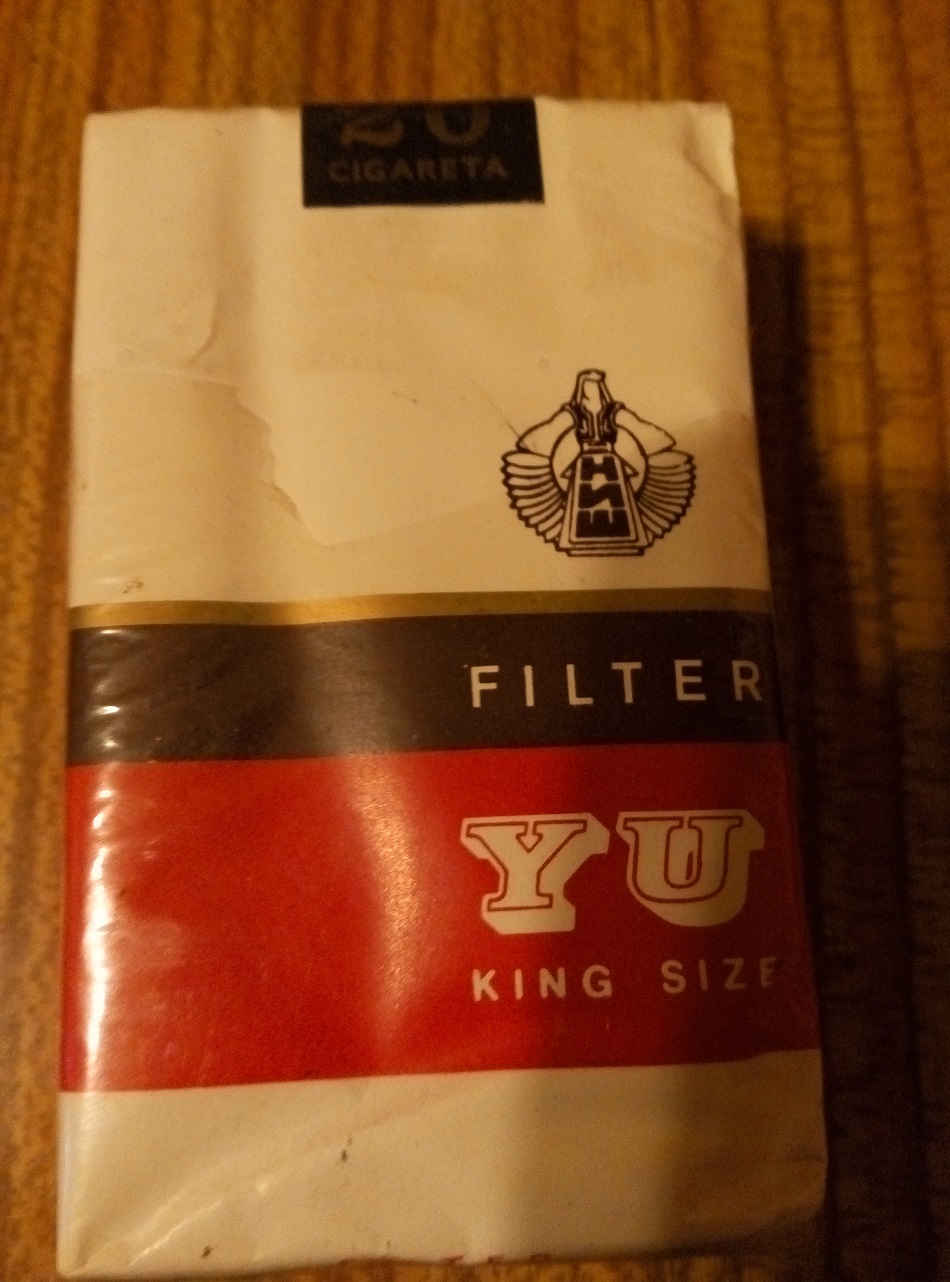 20
CIGARETA
FILTER
YU
KING SIZE